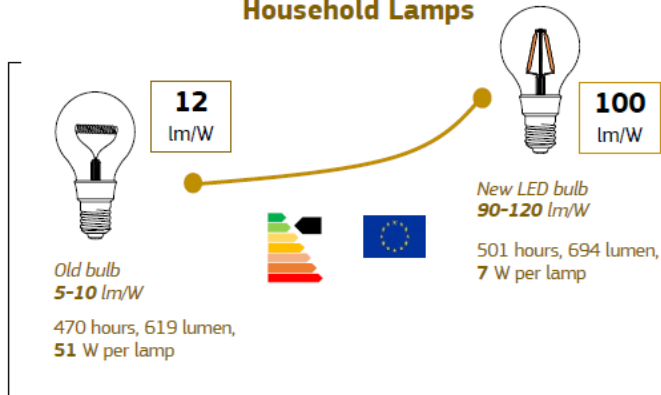 Household Lamps
12
lm/W
100
lm/W
Old bulb
5-10 lm/W
470 hours, 619 lumen,
51 W per lamp
New LED bulb
90-120 lm/W
501 hours, 694 lumen,
7 W per lamp